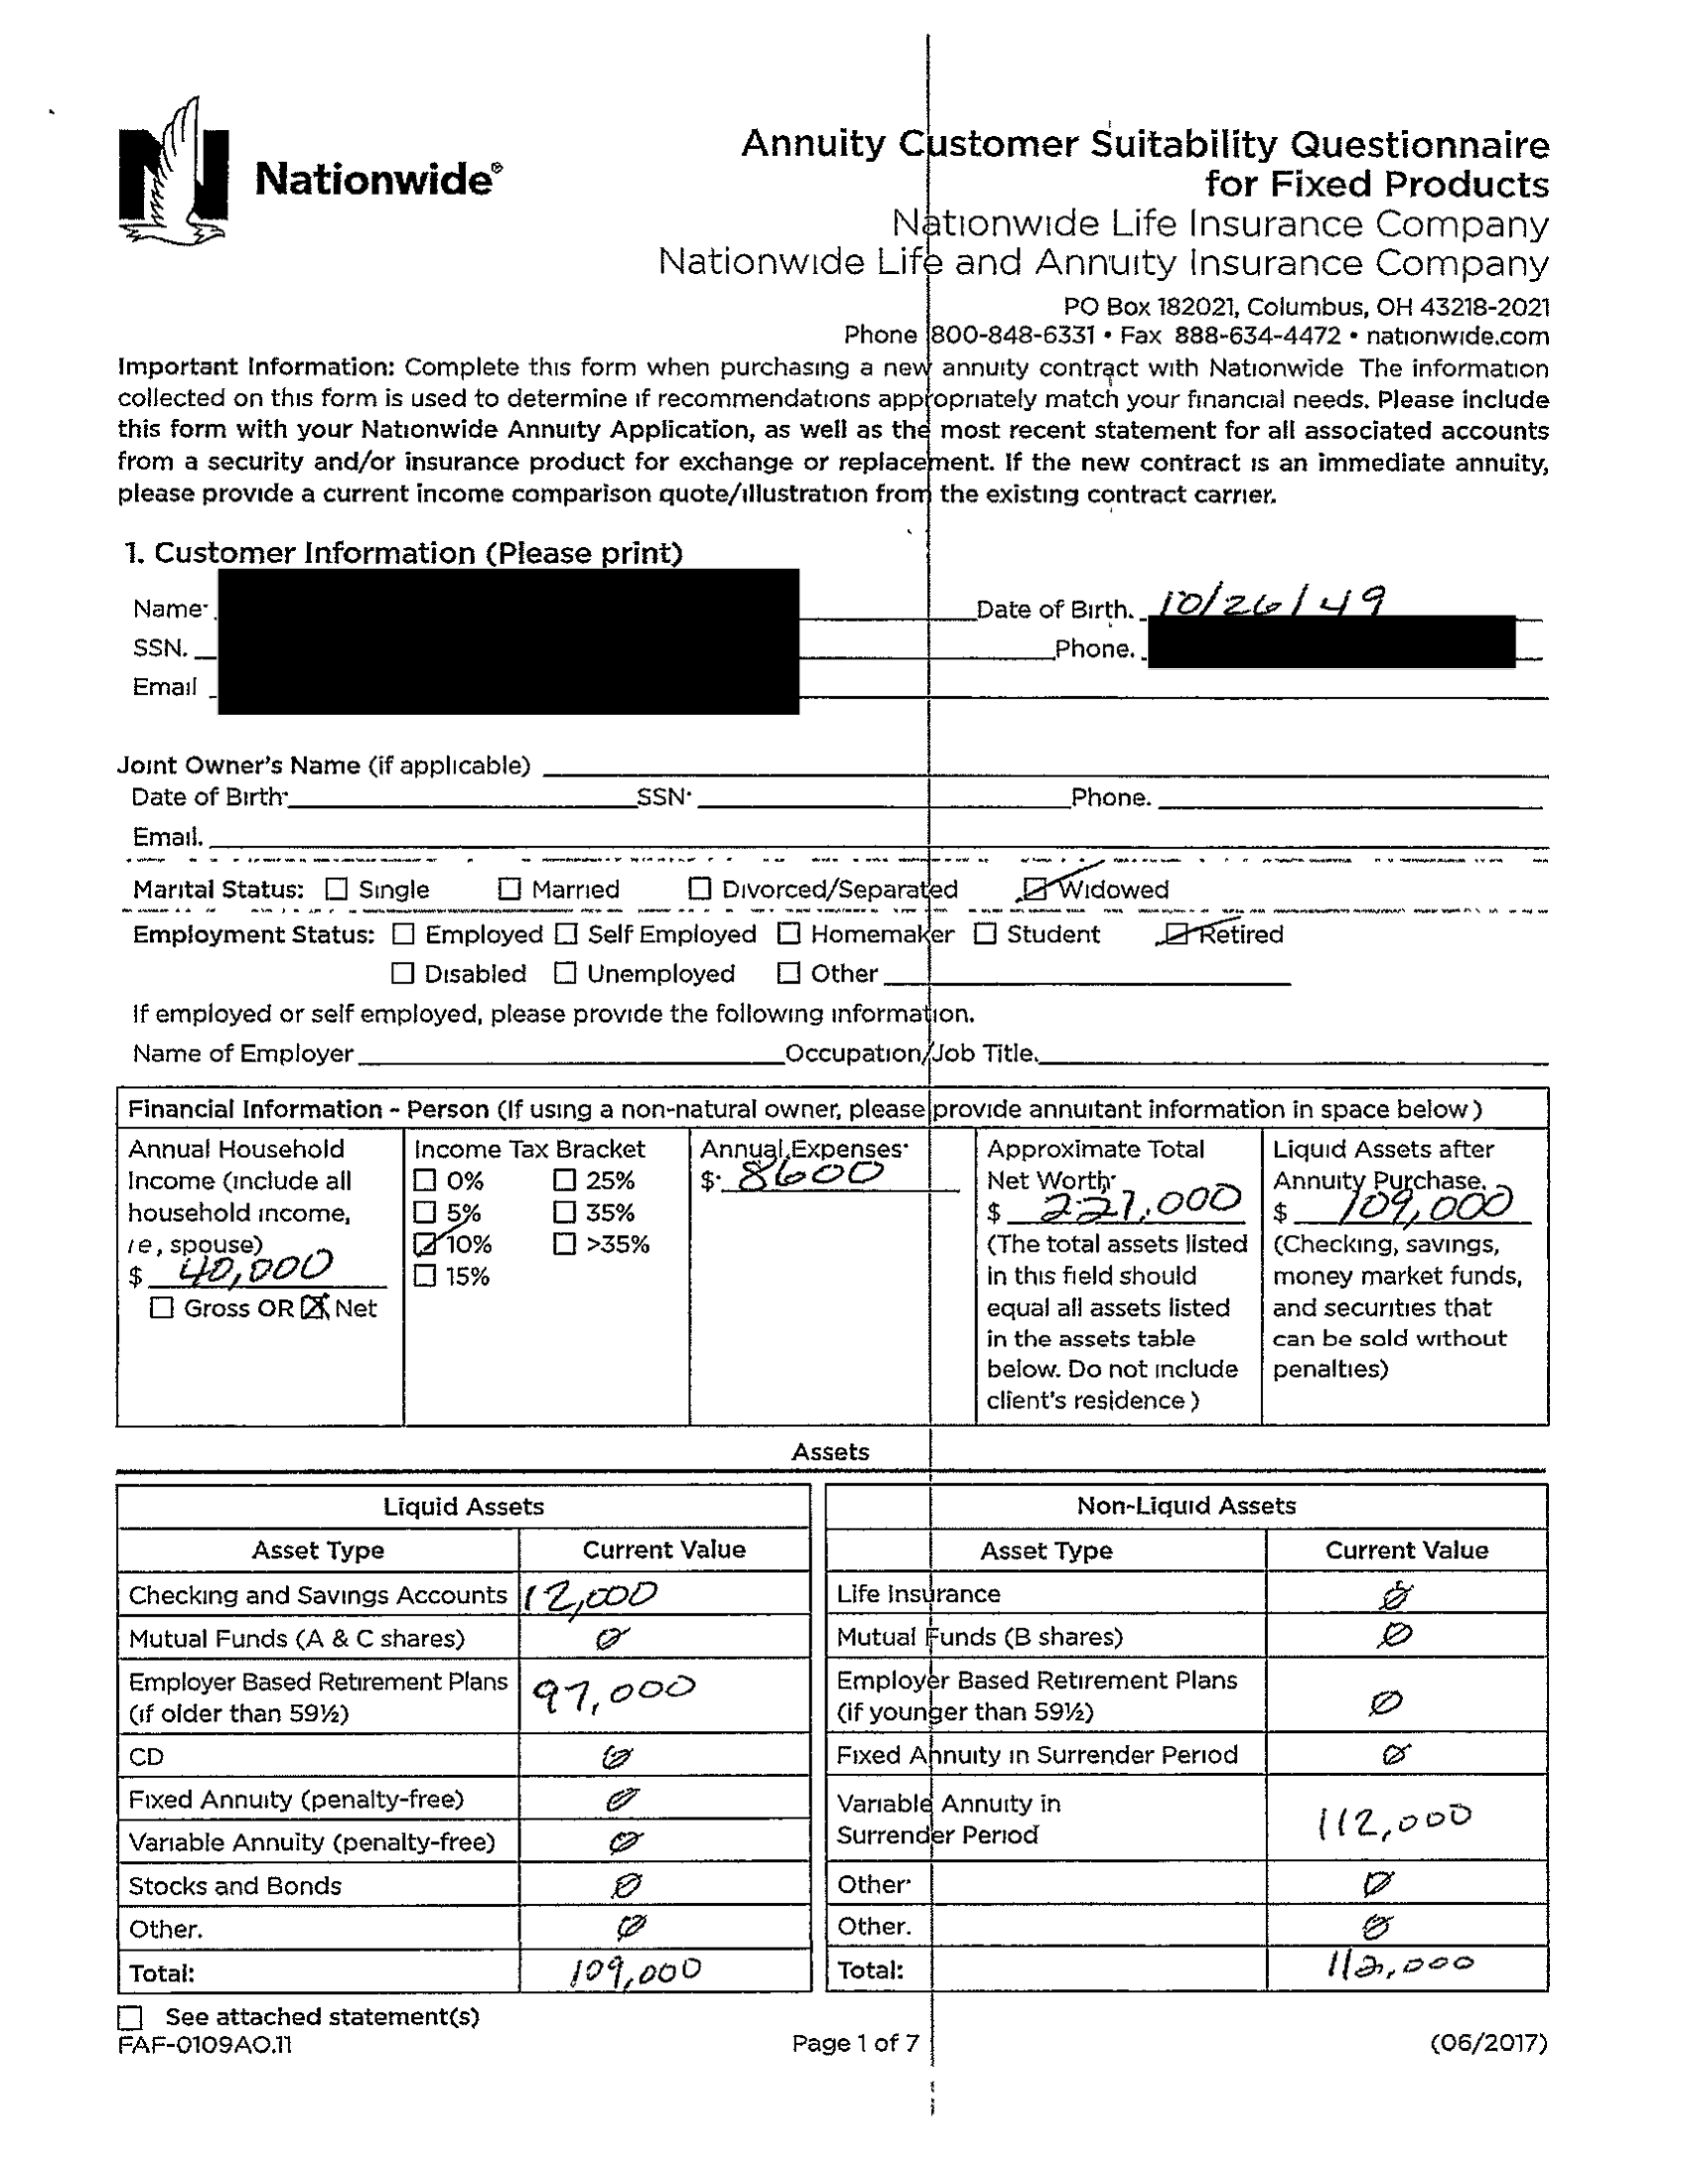 Nationwide®
Annuity Customer Suitability Questionnaire
for Fixed Products
Nationwide Life Insurance Company
Nationwide Life and Annuity Insurance Company
PO Box 182021, Columbus, OH 43218-2021
Phone 800-848-6331 • Fax 888-634-4472 • nationwide.com
Important Information: Complete this form when purchasing a new annuity contract with Nationwide The information
collected on this form is used to determine if recommendations appropriately match your financial needs. Please include
this form with your Nationwide Annuity Application, as well as the most recent statement for all associated accounts
from a security and/or insurance product for exchange or replacement. If the new contract is an immediate annuity,
please provide a current income comparison quote/illustration from the existing contract carrier.
1. Customer Information (Please print)
Name: Date of Birth. 10/26/49
SSN. Phone.
Email
Joint Owner's Name (if applicable)
Date of Birth: SSN: Phone.
Email.
Marital Status: ☐ Single ☐ Married ☐ Divorced/Separated ☑ Widowed
Employment Status: ☐ Employed ☐ Self Employed ☐ Homemaker ☐ Student ☑ Retired
☐ Disabled ☐ Unemployed ☐ Other
If employed or self employed, please provide the following information.
Name of Employer Occupation/Job Title.
Financial Information - Person (If using a non-natural owner, please provide annuitant information in space below)
Annual Household
Income (include all
household income,
ie, spouse)
$ 40,000
☐ Gross OR ☒ Net
Income Tax Bracket
☐ 0% ☐ 25%
☐ 5% ☐ 35%
☑ 10% ☐ >35%
☐ 15%
Annual Expenses:
$ 8600
Approximate Total
Net Worth:
$ 221,000
(The total assets listed
in this field should
equal all assets listed
in the assets table
below. Do not include
client's residence)
Liquid Assets after
Annuity Purchase.
$ 109,000
(Checking, savings,
money market funds,
and securities that
can be sold without
penalties)
Assets
Liquid Assets
Asset Type Current Value
Checking and Savings Accounts 12,000
Mutual Funds (A & C shares) Ø
Employer Based Retirement Plans
(if older than 59½) 97,000
CD Ø
Fixed Annuity (penalty-free) Ø
Variable Annuity (penalty-free) Ø
Stocks and Bonds Ø
Other. Ø
Total: 109,000
Non-Liquid Assets
Asset Type Current Value
Life Insurance Ø
Mutual Funds (B shares) Ø
Employer Based Retirement Plans
(if younger than 59½) Ø
Fixed Annuity in Surrender Period Ø
Variable Annuity in
Surrender Period 112,000
Other: Ø
Other. Ø
Total: 112,000
☐ See attached statement(s)
FAF-0109AO.11 Page 1 of 7 (06/2017)